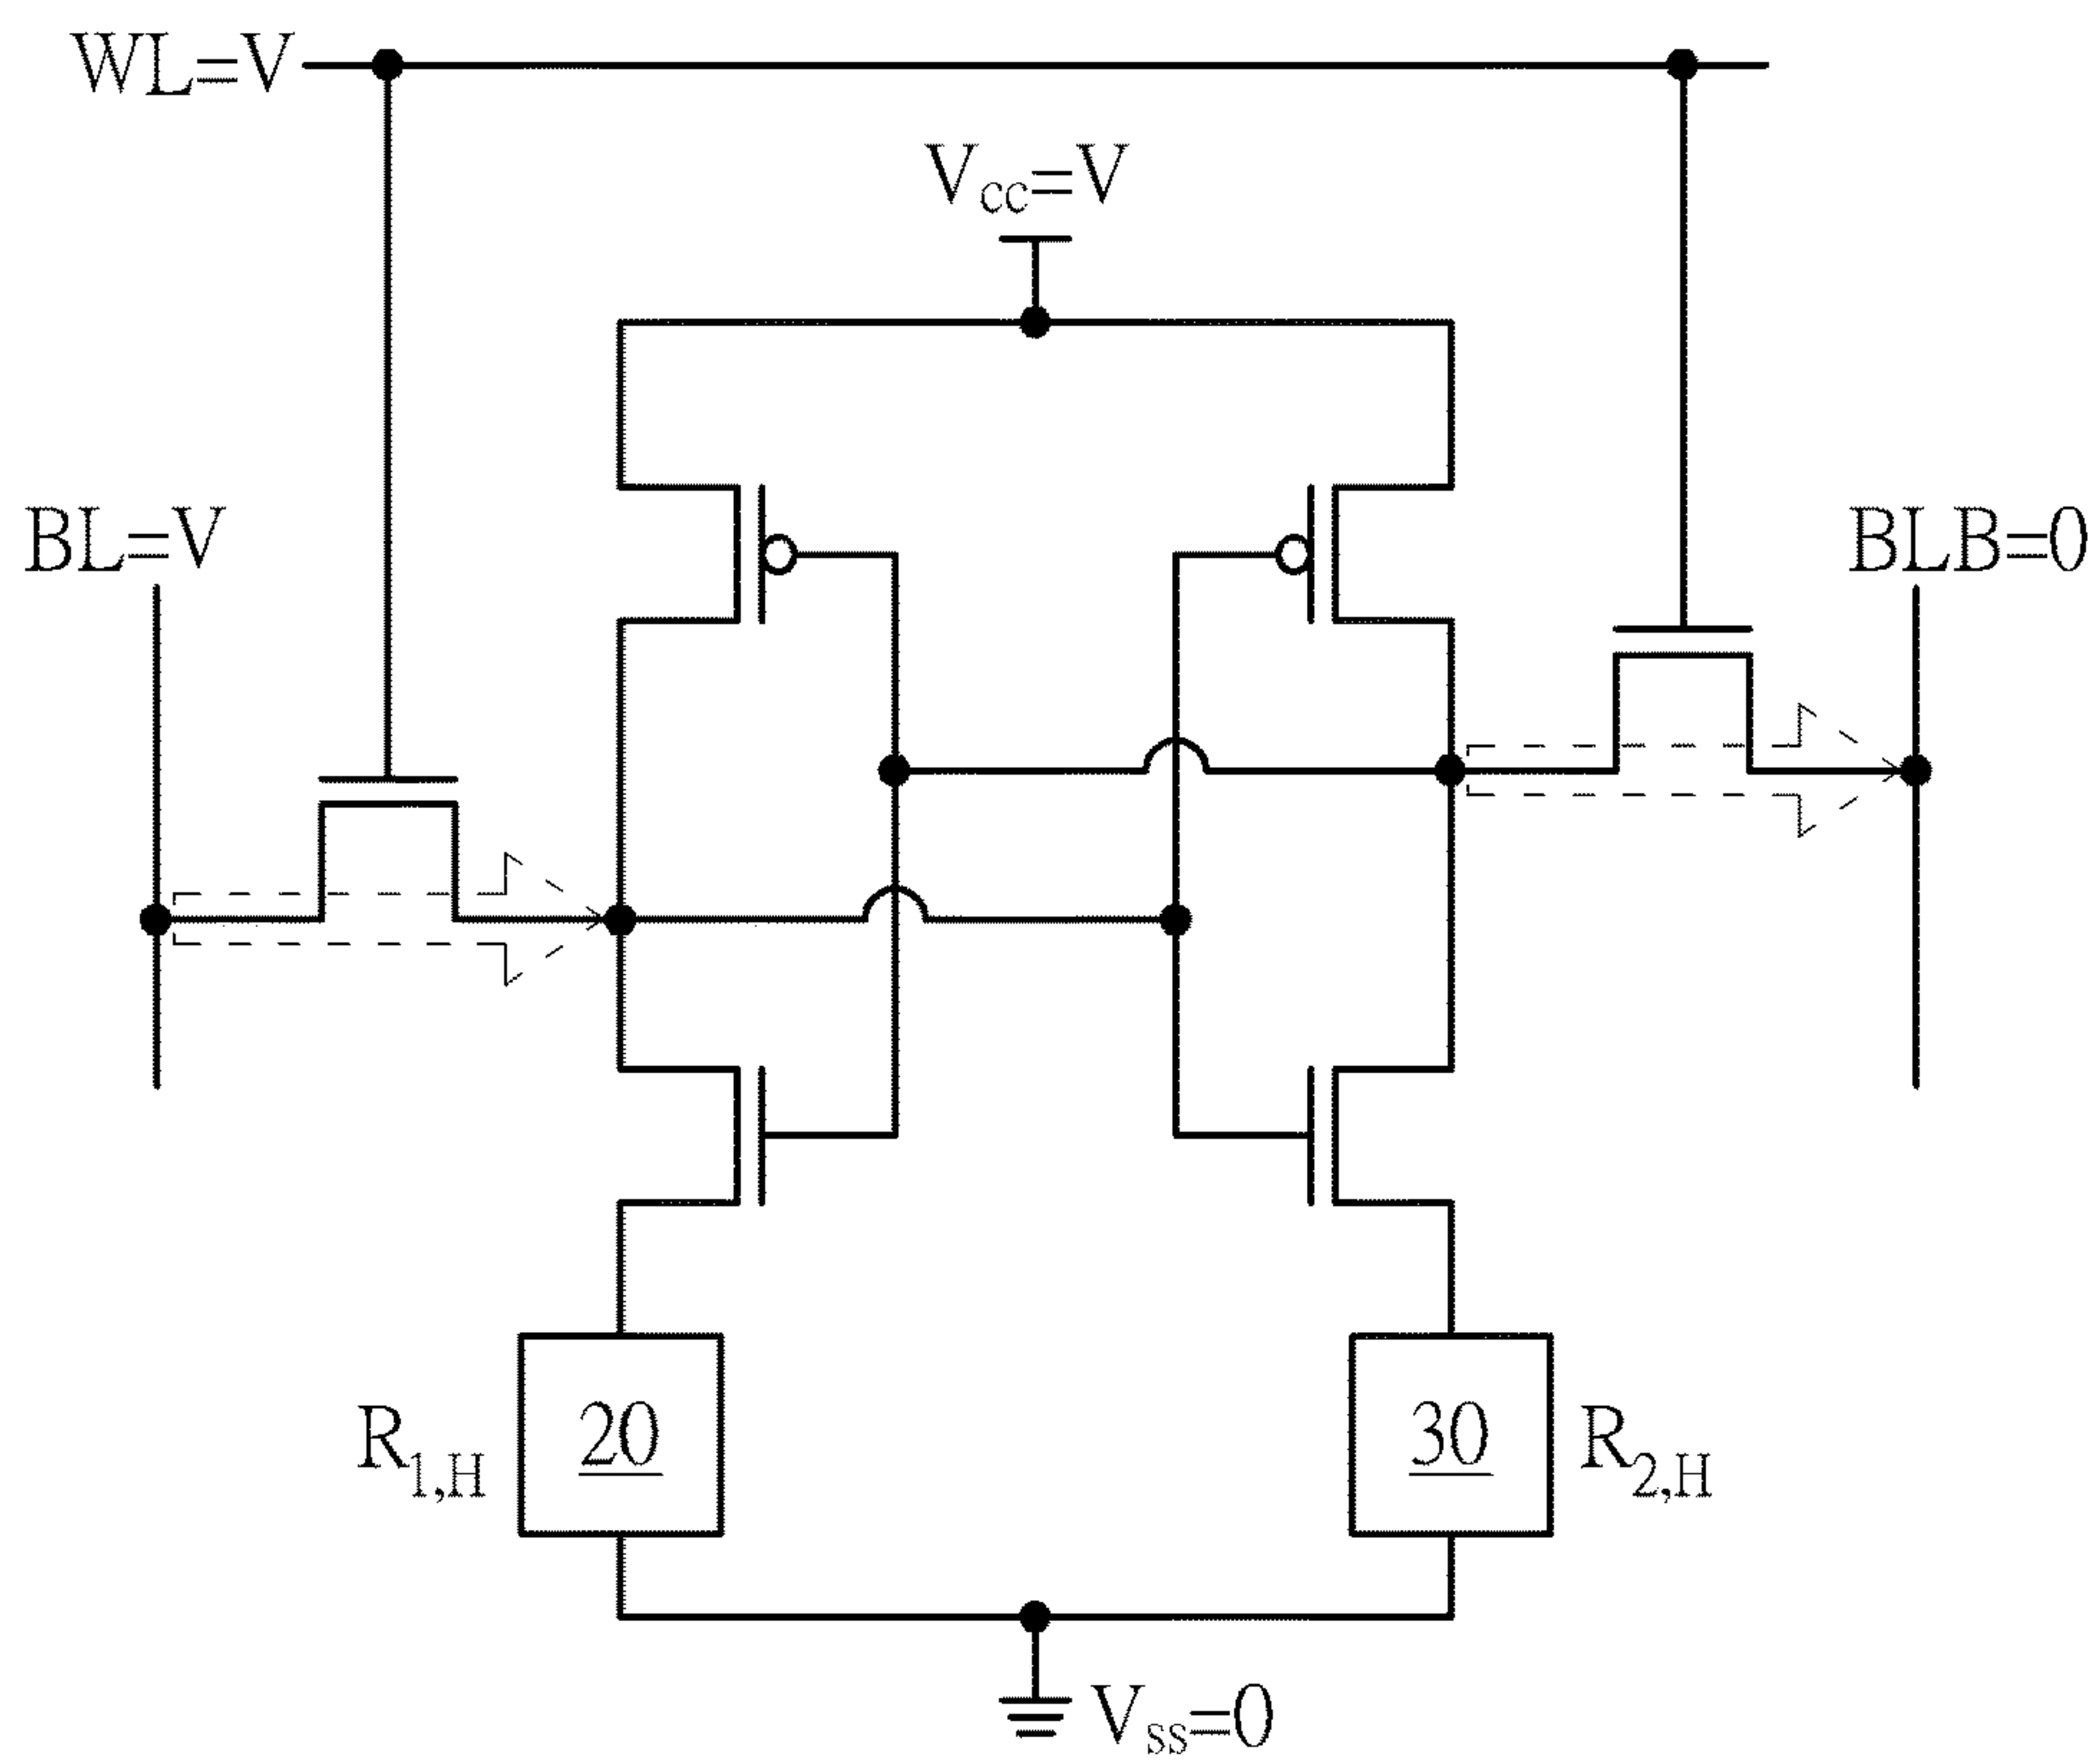 WL=V
Vcc=V
BL=V
BLB=0
R1,H
20
30
R2,H
Vss=0